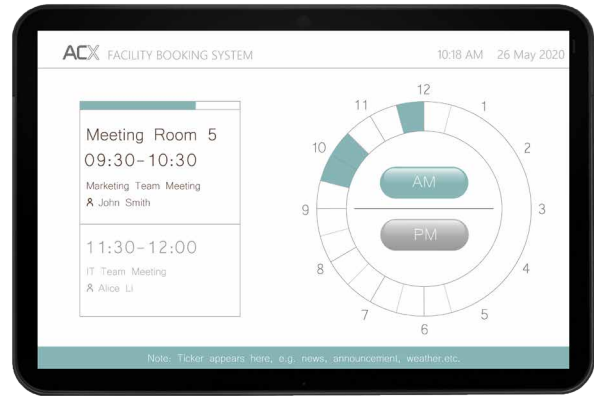 ACX FACILITY BOOKING SYSTEM
10:18 AM 26 May 2020
Meeting Room 5
09:30-10:30
Marketing Team Meeting
John Smith
11:30-12:00
IT Team Meeting
Alice Li
12
1
2
3
4
5
6
7
8
9
10
11
AM
PM
Note: Ticker appears here, e.g. news, announcement, weather.etc.